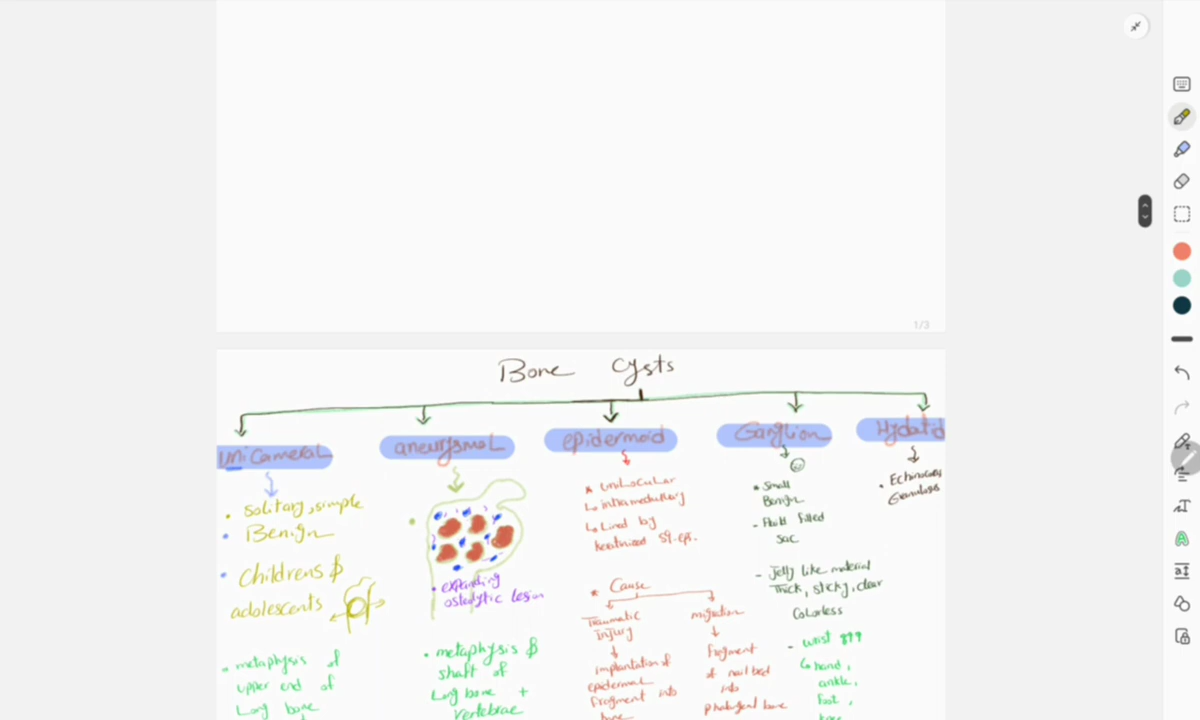 1/3
Bone Cysts
Unicameral
aneurysmal
epidermoid
Ganglion
Hydatid
• Solitary, simple
• Benign
• Childrens &
adolescents
• metaphysis of
upper end of
Long bone
• expanding
osteolytic lesion
• metaphysis &
shaft of
Long bone +
vertebrae
* Unilocular
↳ intramedullary
↳ Lined by
keatinized st.ep.
* Cause
Traumatic
Injury
↓
implantation of
epidermal
fragment into
bone
migration
↓
fragment
of nail bed
into
phalangeal bone
* Small
Benign
- Fluid filled
sac
- Jelly like material
Thick, sticky, clear
Colorless
- wrist
↳ hand,
ankle,
foot,
• Echinococcus
Granulosis